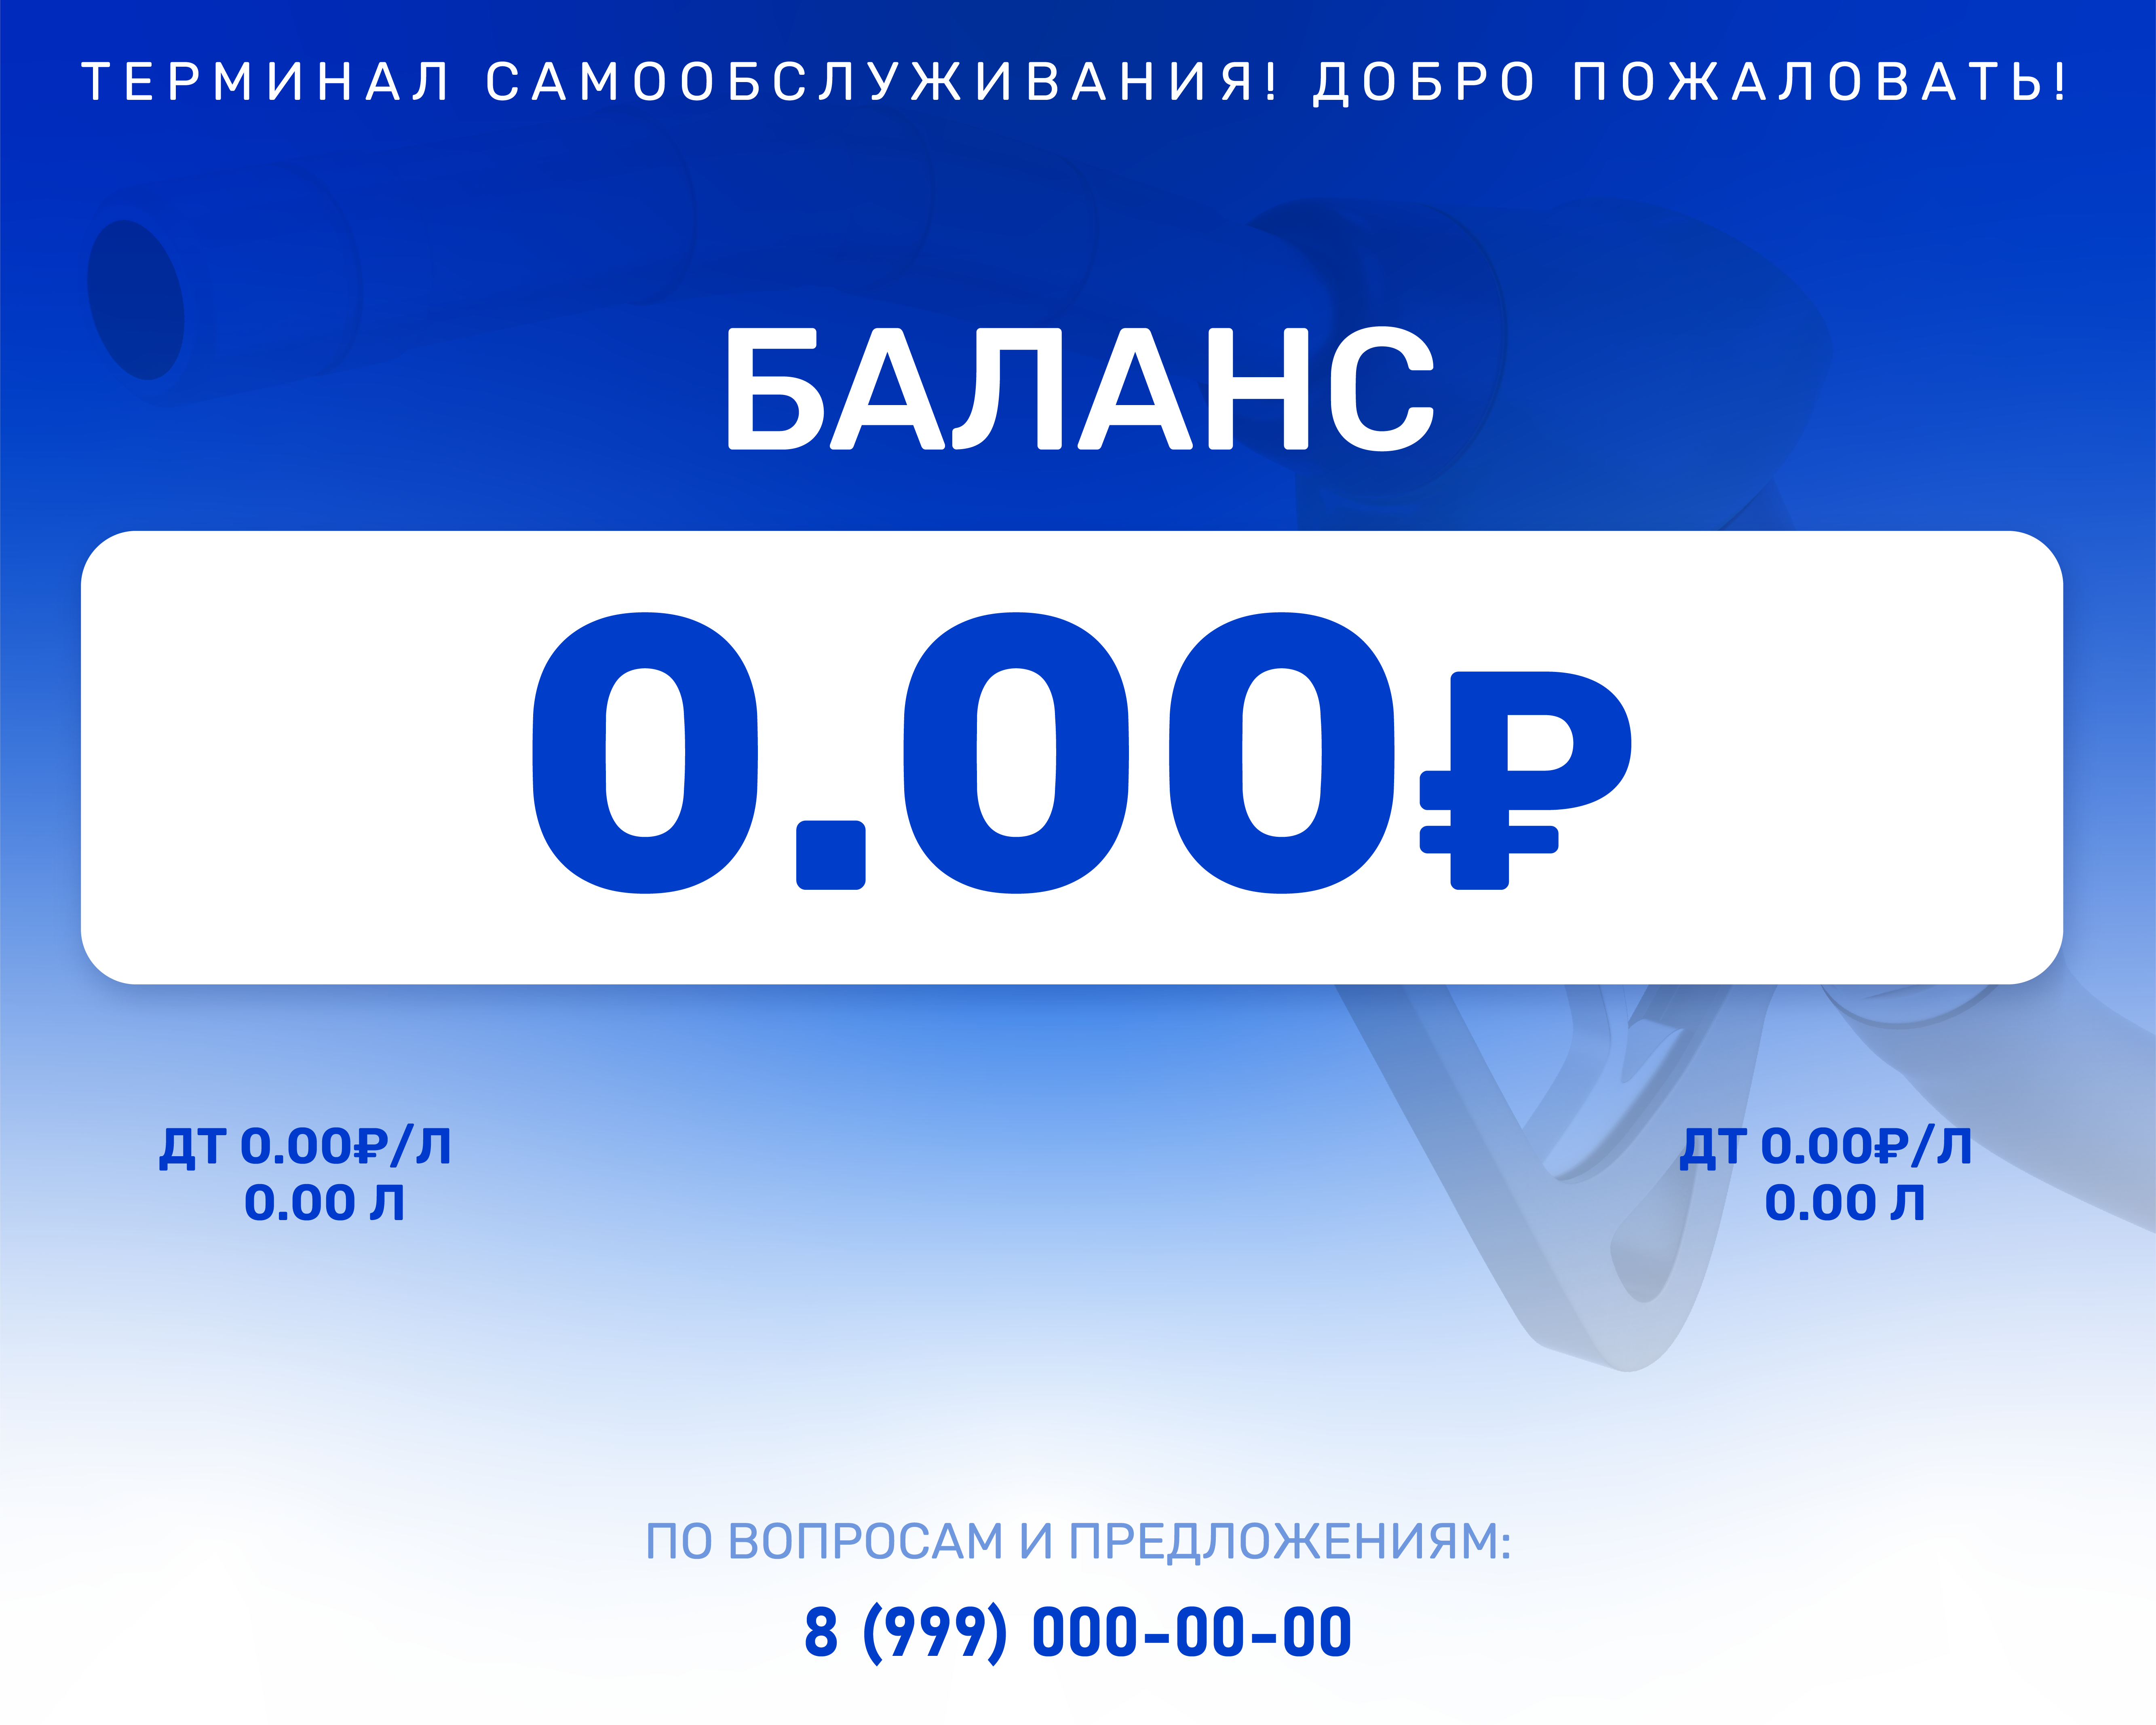 ТЕРМИНАЛ САМООБСЛУЖИВАНИЯ! ДОБРО ПОЖАЛОВАТЬ!
БАЛАНС
0.00₽
ДТ 0.00₽/Л
0.00 Л
ДТ 0.00₽/Л
0.00 Л
ПО ВОПРОСАМ И ПРЕДЛОЖЕНИЯМ:
8 (999) 000-00-00